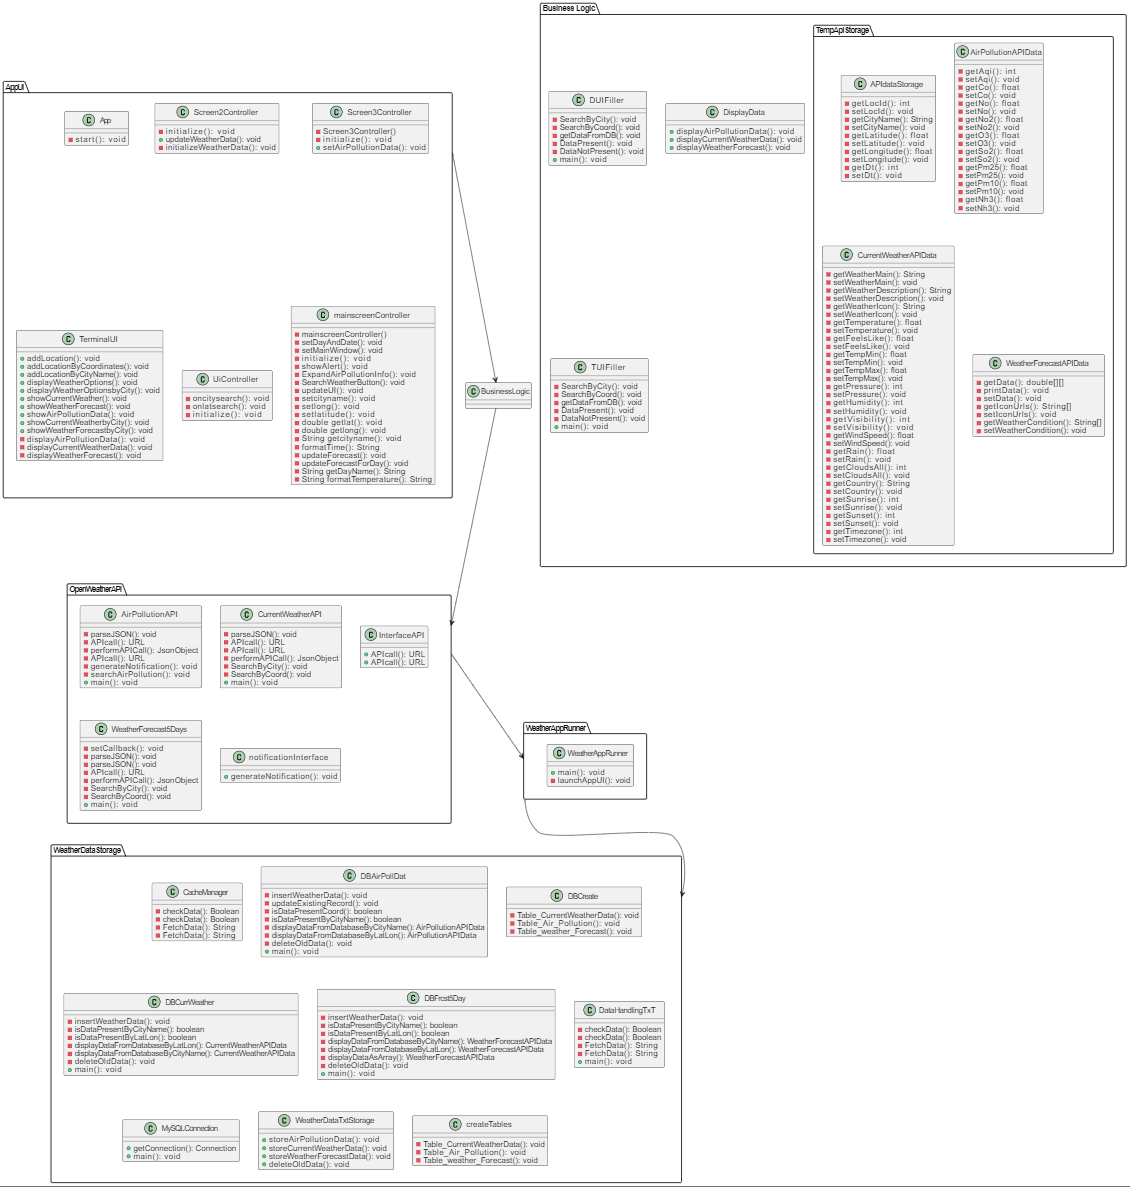 Business Logic
TempApiStorage
C AirPollutionAPIData
getAqi(): int
setAqi(): void
getCo(): float
setCo(): void
getNo(): float
setNo(): void
getNo2(): float
setNo2(): void
getO3(): float
setO3(): void
getSo2(): float
setSo2(): void
getPm25(): float
setPm25(): void
getPm10(): float
setPm10(): void
getNh3(): float
setNh3(): void
C APIdataStorage
getLocId(): int
setLocId(): void
getCityName(): String
setCityName(): void
getLatitude(): float
setLatitude(): void
getLongitude(): float
setLongitude(): void
getDt(): int
setDt(): void
C DUIFiller
SearchByCity(): void
SearchByCoord(): void
getDataFromDB(): void
DataPresent(): void
DataNotPresent(): void
main(): void
C DisplayData
displayAirPollutionData(): void
displayCurrentWeatherData(): void
displayWeatherForecast(): void
AppUI
C App
start(): void
C Screen2Controller
initialize(): void
updateWeatherData(): void
initializeWeatherData(): void
C Screen3Controller
Screen3Controller()
initialize(): void
setAirPollutionData(): void
C CurrentWeatherAPIData
getWeatherMain(): String
setWeatherMain(): void
getWeatherDescription(): String
setWeatherDescription(): void
getWeatherIcon(): String
setWeatherIcon(): void
getTemperature(): float
setTemperature(): void
getFeelsLike(): float
setFeelsLike(): void
getTempMin(): float
setTempMin(): void
getTempMax(): float
setTempMax(): void
getPressure(): int
setPressure(): void
getHumidity(): int
setHumidity(): void
getVisibility(): int
setVisibility(): void
getWindSpeed(): float
setWindSpeed(): void
getRain(): float
setRain(): void
getCloudsAll(): int
setCloudsAll(): void
getCountry(): String
setCountry(): void
getSunrise(): int
setSunrise(): void
getSunset(): int
setSunset(): void
getTimezone(): int
setTimezone(): void
C WeatherForecastAPIData
getData(): double[][]
printData(): void
setData(): void
getIconUrls(): String[]
setIconUrls(): void
getWeatherCondition(): String[]
setWeatherCondition(): void
C TerminalUI
addLocation(): void
addLocationByCoordinates(): void
addLocationByCityName(): void
displayWeatherOptions(): void
displayWeatherOptionsbyCity(): void
showCurrentWeather(): void
showWeatherForecast(): void
showAirPollutionData(): void
showCurrentWeatherbyCity(): void
showWeatherForecastbyCity(): void
displayAirPollutionData(): void
displayCurrentWeatherData(): void
displayWeatherForecast(): void
C UiController
oncitysearch(): void
onlatsearch(): void
initialize(): void
C mainscreenController
mainscreenController()
setDayAndDate(): void
setMainWindow(): void
initialize(): void
showAlert(): void
ExpandAirPollutionInfo(): void
SearchWeatherButton(): void
updateUI(): void
setcityname(): void
setlong(): void
setlatitude(): void
double getlat(): void
double getlong(): void
String getcityname(): void
formatTime(): String
updateForecast(): void
updateForecastForDay(): void
String getDayName(): String
String formatTemperature(): String
C BusinessLogic
C TUIFiller
SearchByCity(): void
SearchByCoord(): void
getDataFromDB(): void
DataPresent(): void
DataNotPresent(): void
main(): void
OpenWeatherAPI
C AirPollutionAPI
parseJSON(): void
APIcall(): URL
performAPICall(): JsonObject
APIcall(): URL
generateNotification(): void
searchAirPollution(): void
main(): void
C CurrentWeatherAPI
parseJSON(): void
APIcall(): URL
APIcall(): URL
performAPICall(): JsonObject
SearchByCity(): void
SearchByCoord(): void
main(): void
C InterfaceAPI
APIcall(): URL
APIcall(): URL
C WeatherForecast5Days
setCallback(): void
parseJSON(): void
parseJSON(): void
APIcall(): URL
performAPICall(): JsonObject
SearchByCity(): void
SearchByCoord(): void
main(): void
C notificationInterface
generateNotification(): void
WeatherAppRunner
C WeatherAppRunner
main(): void
launchAppUI(): void
WeatherDataStorage
C CacheManager
checkData(): Boolean
checkData(): Boolean
FetchData(): String
FetchData(): String
C DBAirPollDat
insertWeatherData(): void
updateExistingRecord(): void
isDataPresentCoord(): boolean
isDataPresentByCityName(): boolean
displayDataFromDatabaseByCityName(): AirPollutionAPIData
displayDataFromDatabaseByLatLon(): AirPollutionAPIData
deleteOldData(): void
main(): void
C DBCreate
Table_CurrentWeatherData(): void
Table_Air_Pollution(): void
Table_weather_Forecast(): void
C DBCurrWeather
insertWeatherData(): void
isDataPresentByCityName(): boolean
isDataPresentByLatLon(): boolean
displayDataFromDatabaseByLatLon(): CurrentWeatherAPIData
displayDataFromDatabaseByCityName(): CurrentWeatherAPIData
deleteOldData(): void
main(): void
C DBFrcst5Day
insertWeatherData(): void
isDataPresentByCityName(): boolean
isDataPresentByLatLon(): boolean
displayDataFromDatabaseByCityName(): WeatherForecastAPIData
displayDataFromDatabaseByLatLon(): WeatherForecastAPIData
displayDataAsArray(): WeatherForecastAPIData
deleteOldData(): void
main(): void
C DataHandlingTxT
checkData(): Boolean
checkData(): Boolean
FetchData(): String
FetchData(): String
main(): void
C MySQLConnection
getConnection(): Connection
main(): void
C WeatherDataTxtStorage
storeAirPollutionData(): void
storeCurrentWeatherData(): void
storeWeatherForecastData(): void
deleteOldData(): void
C createTables
Table_CurrentWeatherData(): void
Table_Air_Pollution(): void
Table_weather_Forecast(): void